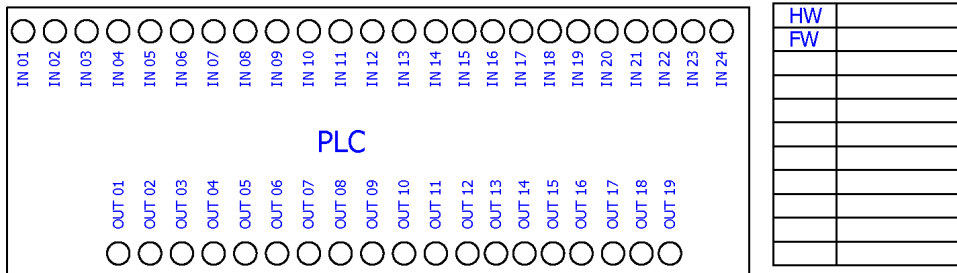 IN 01 IN 02 IN 03 IN 04 IN 05 IN 06 IN 07 IN 08 IN 09 IN 10 IN 11 IN 12 IN 13 IN 14 IN 15 IN 16 IN 17 IN 18 IN 19 IN 20 IN 21 IN 22 IN 23 IN 24
PLC
OUT 01 OUT 02 OUT 03 OUT 04 OUT 05 OUT 06 OUT 07 OUT 08 OUT 09 OUT 10 OUT 11 OUT 12 OUT 13 OUT 14 OUT 15 OUT 16 OUT 17 OUT 18 OUT 19
HW
FW